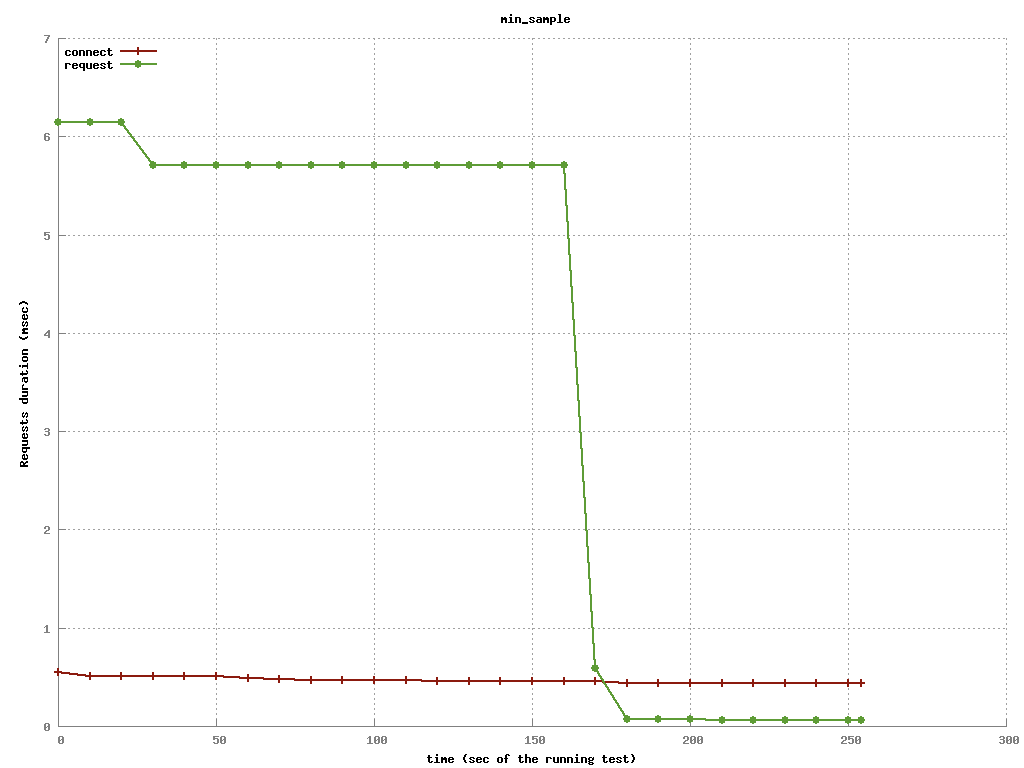 min_sample
connect
request
7
6
5
4
3
2
1
0
Requests duration (msec)
0 50 100 150 200 250 300
time (sec of the running test)